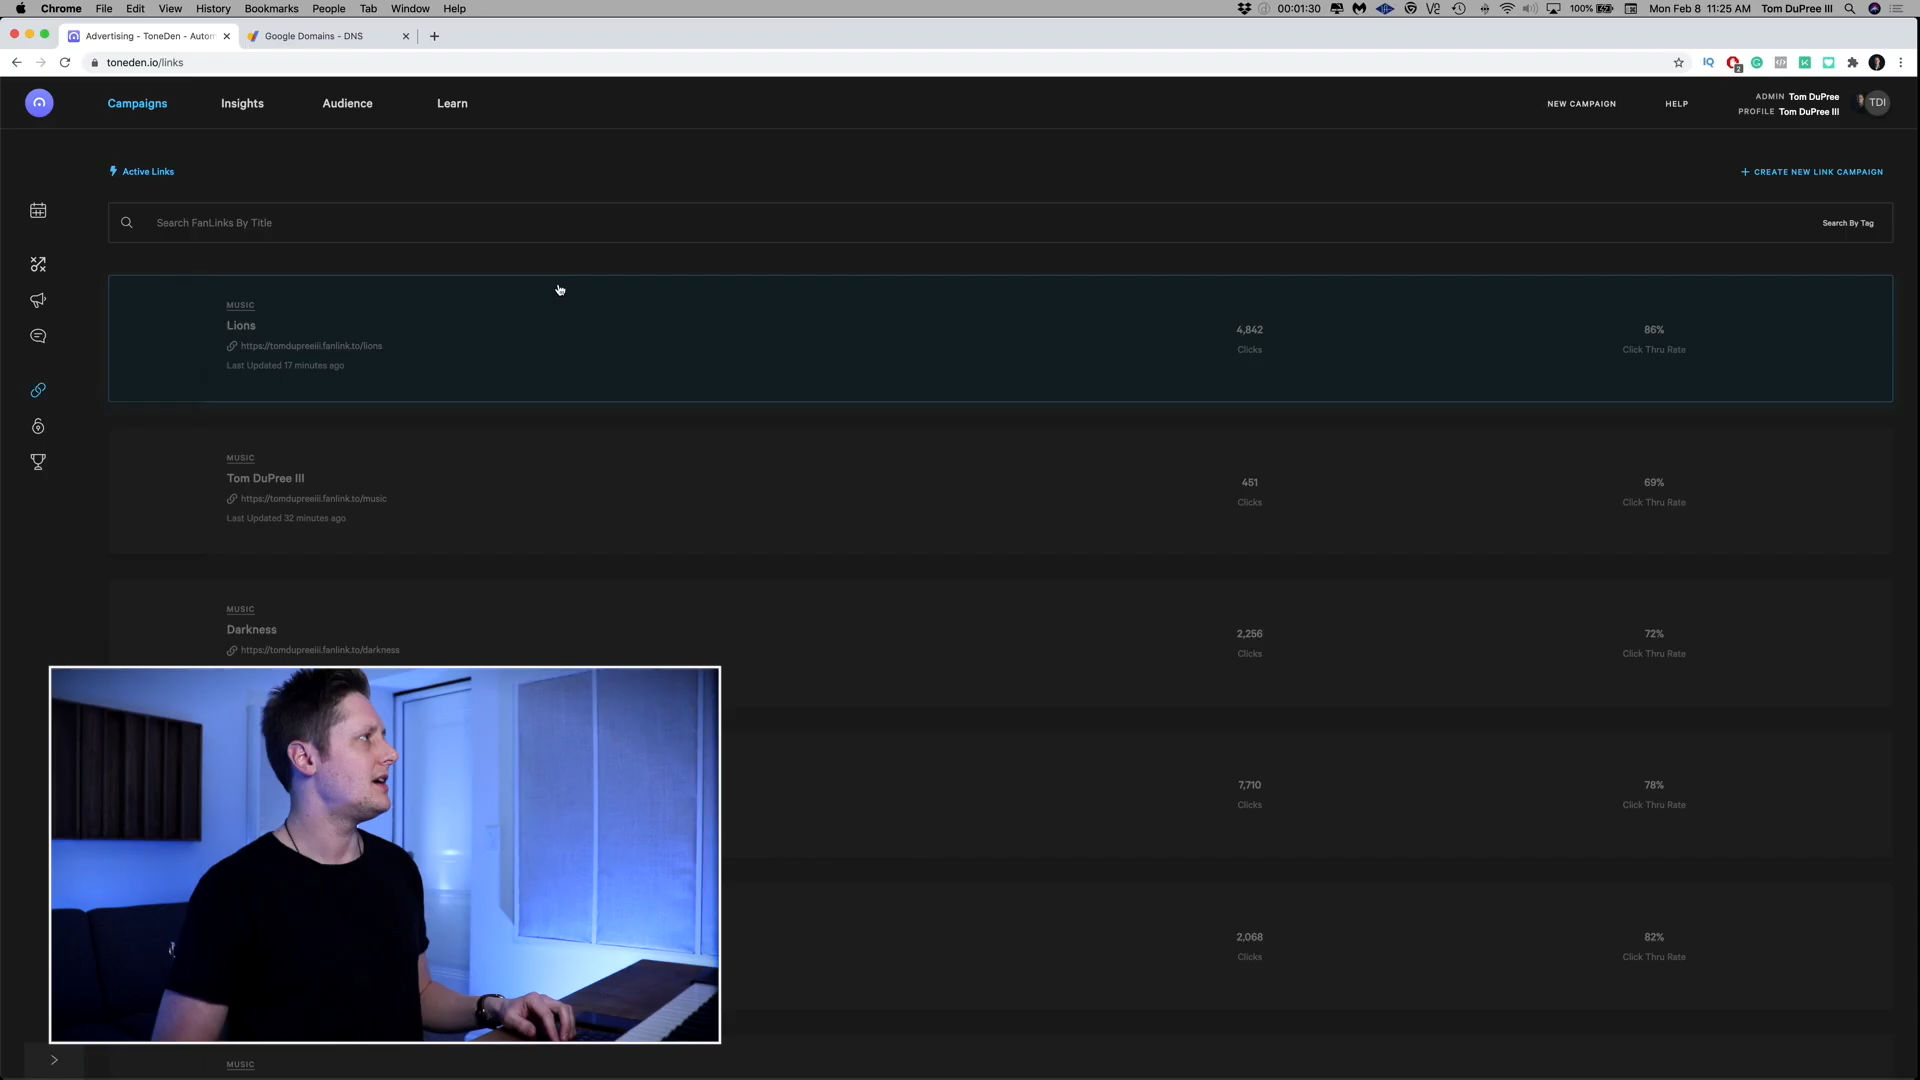 Chrome File Edit View History Bookmarks People Tab Window Help 00:01:30 100% Mon Feb 8 11:25 AM Tom DuPree III
Advertising - ToneDen - Autom Google Domains - DNS
toneden.io/links
Campaigns Insights Audience Learn NEW CAMPAIGN HELP ADMIN Tom DuPree TDI
PROFILE Tom DuPree III
Active Links + CREATE NEW LINK CAMPAIGN
Search FanLinks By Title Search By Tag
MUSIC
Lions 4,842 86%
https://tomdupreeiii.fanlink.to/lions Clicks Click Thru Rate
Last Updated 17 minutes ago
MUSIC
Tom DuPree III 451 69%
https://tomdupreeiii.fanlink.to/music Clicks Click Thru Rate
Last Updated 32 minutes ago
MUSIC
Darkness 2,256 72%
https://tomdupreeiii.fanlink.to/darkness Clicks Click Thru Rate
7,710 78%
Clicks Click Thru Rate
2,068 82%
Clicks Click Thru Rate
MUSIC